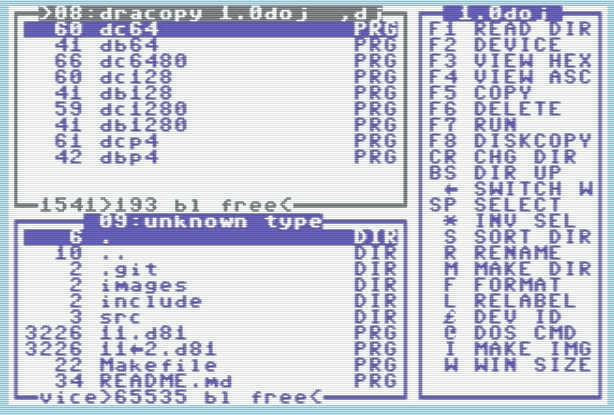 >08:dracopy 1.0doj  ,dj
60 dc64 PRG
41 db64 PRG
66 dc6480 PRG
60 dc128 PRG
41 db128 PRG
59 dc1280 PRG
41 db1280 PRG
61 dcp4 PRG
42 dbp4 PRG
1541>193 bl free<
09:unknown type
6 . DIR
10 .. DIR
2 .git DIR
2 images DIR
2 include DIR
3 src DIR
3226 11.d81 PRG
3226 11←2.d81 PRG
22 Makefile PRG
34 README.md PRG
vice>65535 bl free<
1.0doj
F1 READ DIR
F2 DEVICE
F3 VIEW HEX
F4 VIEW ASC
F5 COPY
F6 DELETE
F7 RUN
F8 DISKCOPY
CR CHG DIR
BS DIR UP
← SWITCH W
SP SELECT
* INV SEL
S SORT DIR
R RENAME
M MAKE DIR
F FORMAT
L RELABEL
£ DEV ID
@ DOS CMD
I MAKE IMG
W WIN SIZE